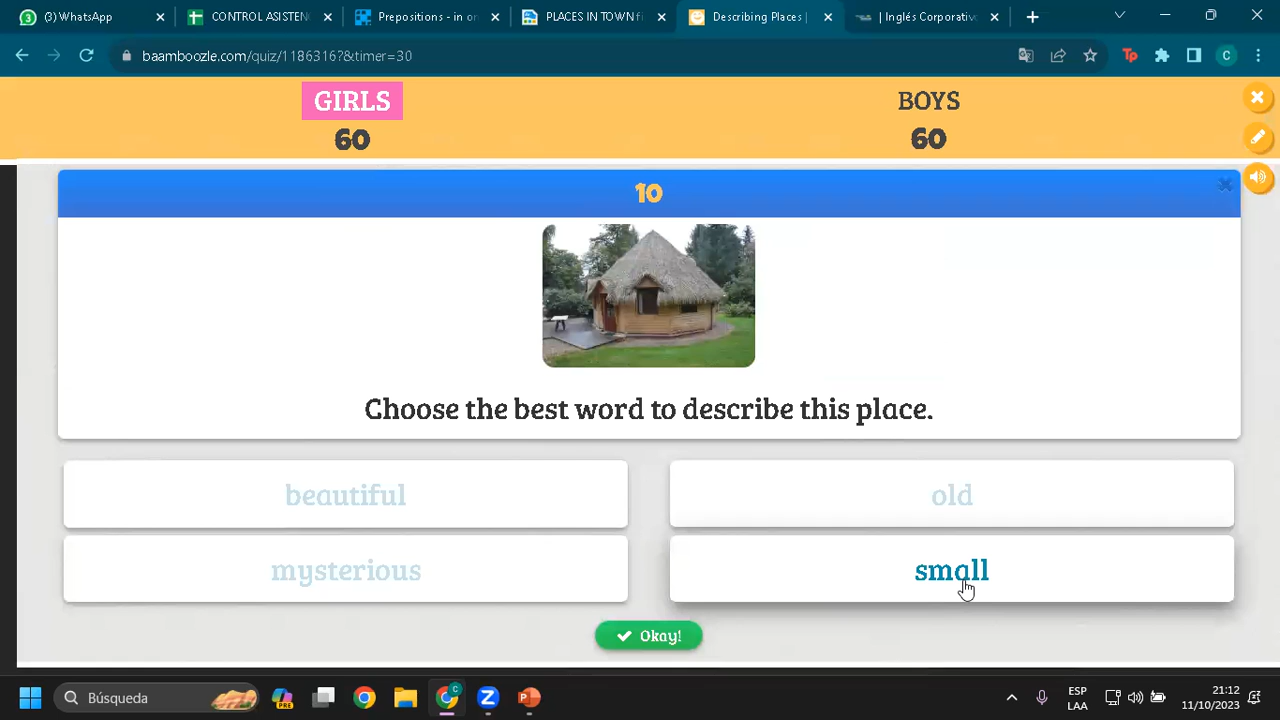 (3) WhatsApp
CONTROL ASISTEN
Prepositions - in on
PLACES IN TOWN fi
Describing Places |
| Inglés Corporativ
baamboozle.com/quiz/1186316?&timer=30
GIRLS
60
BOYS
60
10
Choose the best word to describe this place.
beautiful
old
mysterious
small
Okay!
Búsqueda
PRE
ESP
LAA
21:12
11/10/2023